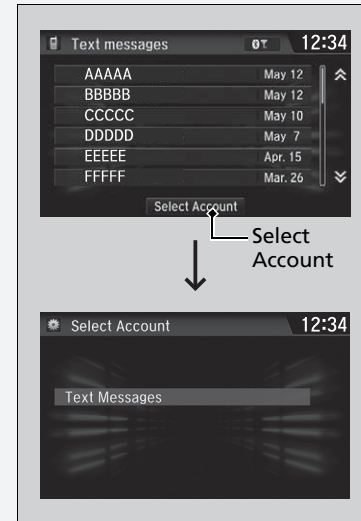 Text messages 12:34
AAAAA May 12
BBBBB May 12
CCCCC May 10
DDDDD May 7
EEEEE Apr. 15
FFFFF Mar. 26
Select Account
Select
Account
Select Account 12:34
Text Messages